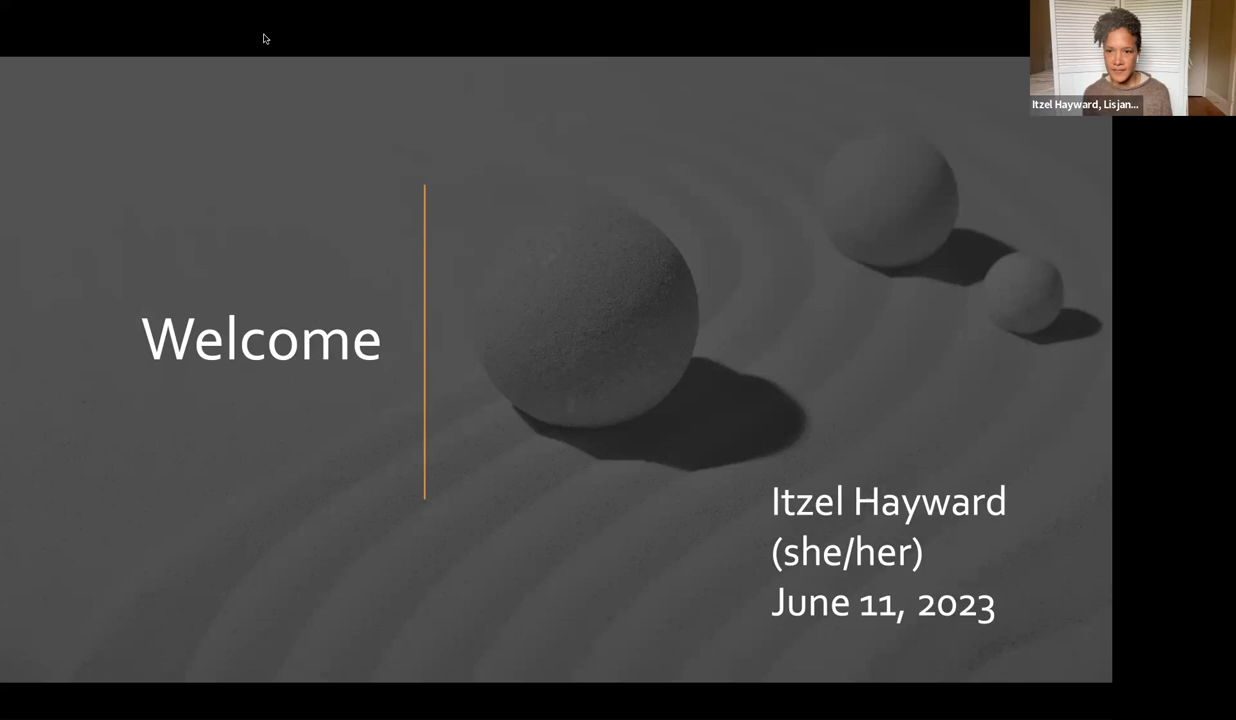 Itzel Hayward, Lisjan...
Welcome
Itzel Hayward
(she/her)
June 11, 2023